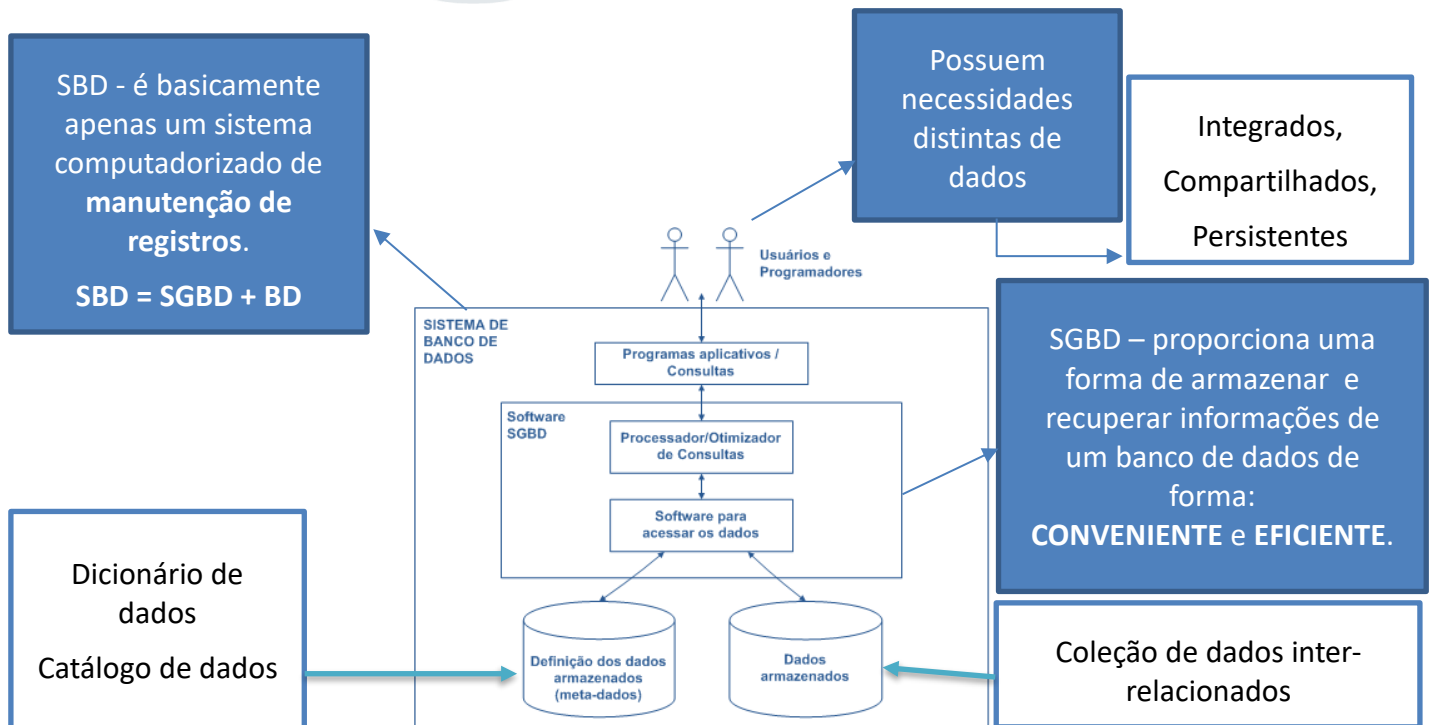 SBD - é basicamente
apenas um sistema
computadorizado de
manutenção de
registros.
SBD = SGBD + BD
Possuem
necessidades
distintas de
dados
Integrados,
Compartilhados,
Persistentes
Usuários e
Programadores
SISTEMA DE
BANCO DE
DADOS
Programas aplicativos /
Consultas
Software
SGBD
Processador/Otimizador
de Consultas
Software para
acessar os dados
SGBD – proporciona uma
forma de armazenar e
recuperar informações de
um banco de dados de
forma:
CONVENIENTE e EFICIENTE.
Dicionário de
dados
Catálogo de dados
Definição dos dados
armazenados
(meta-dados)
Dados
armazenados
Coleção de dados inter-
relacionados